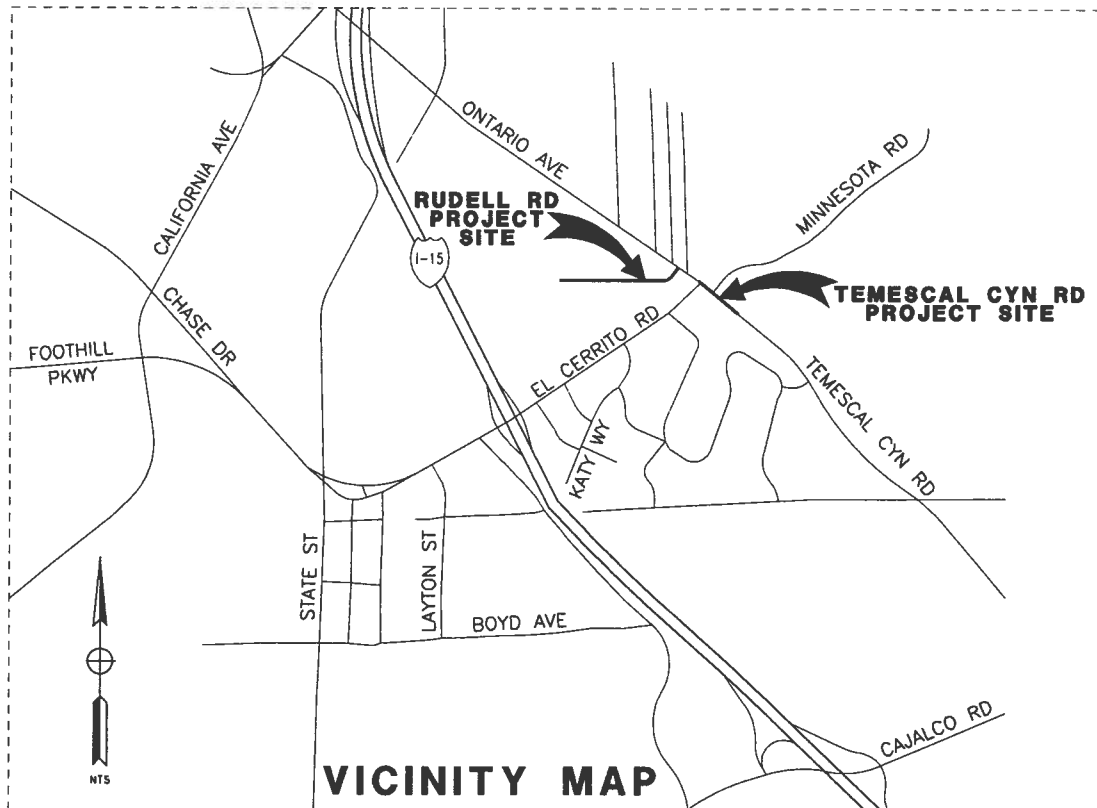 ONTARIO AVE
CALIFORNIA AVE
MINNESOTA RD
RUDELL RD
PROJECT
SITE
I-15
TEMESCAL CYN RD
PROJECT SITE
CHASE DR
FOOTHILL
PKWY
EL CERRITO RD
TEMESCAL CYN RD
KATY WY
STATE ST
LAYTON ST
BOYD AVE
CAJALCO RD
NTS
VICINITY MAP